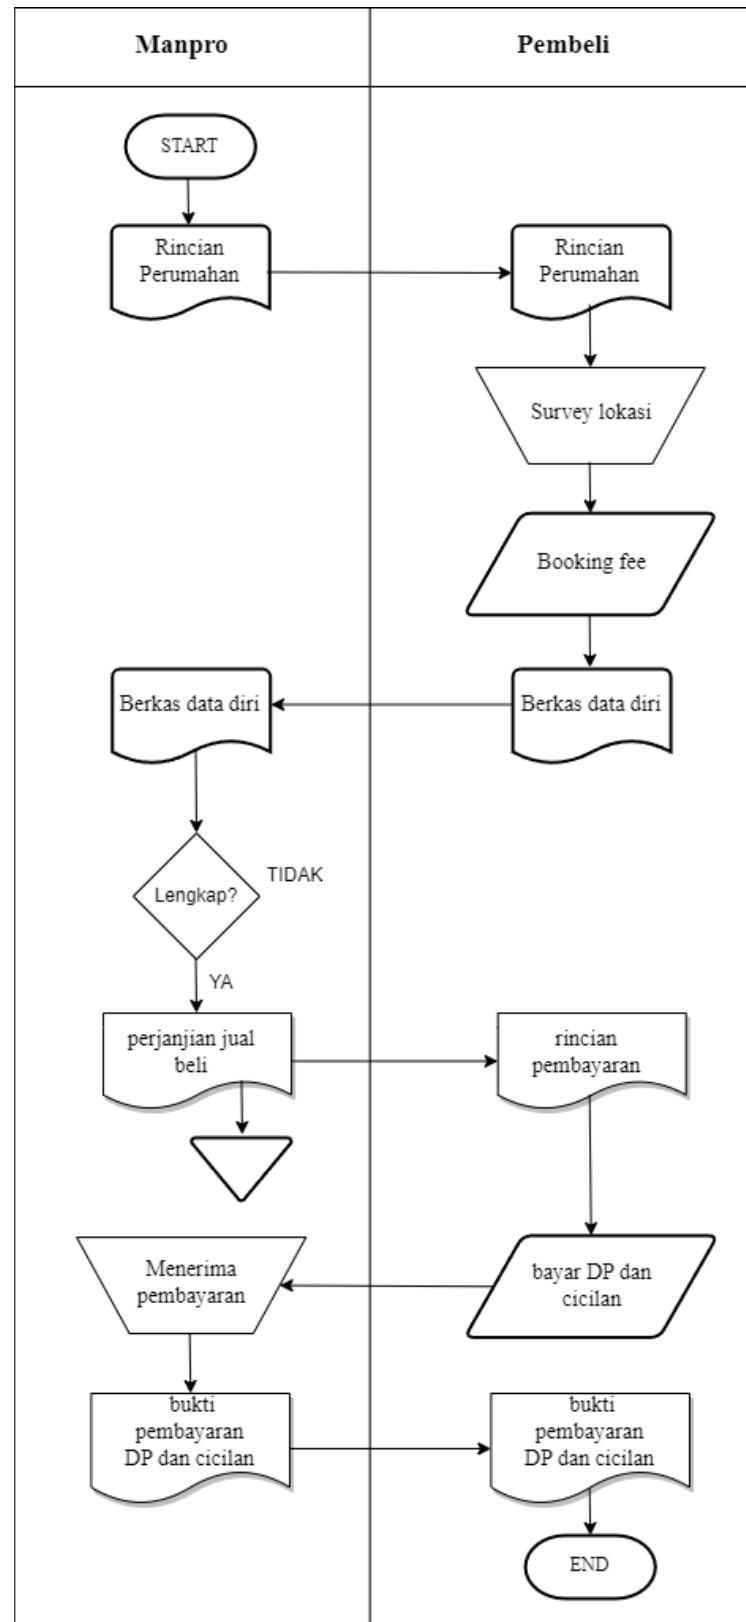 Manpro
Pembeli
START
Rincian
Perumahan
Rincian
Perumahan
Survey lokasi
Booking fee
Berkas data diri
Berkas data diri
Lengkap?
TIDAK
YA
perjanjian jual
beli
rincian
pembayaran
bayar DP dan
cicilan
Menerima
pembayaran
bukti
pembayaran
DP dan cicilan
bukti
pembayaran
DP dan cicilan
END